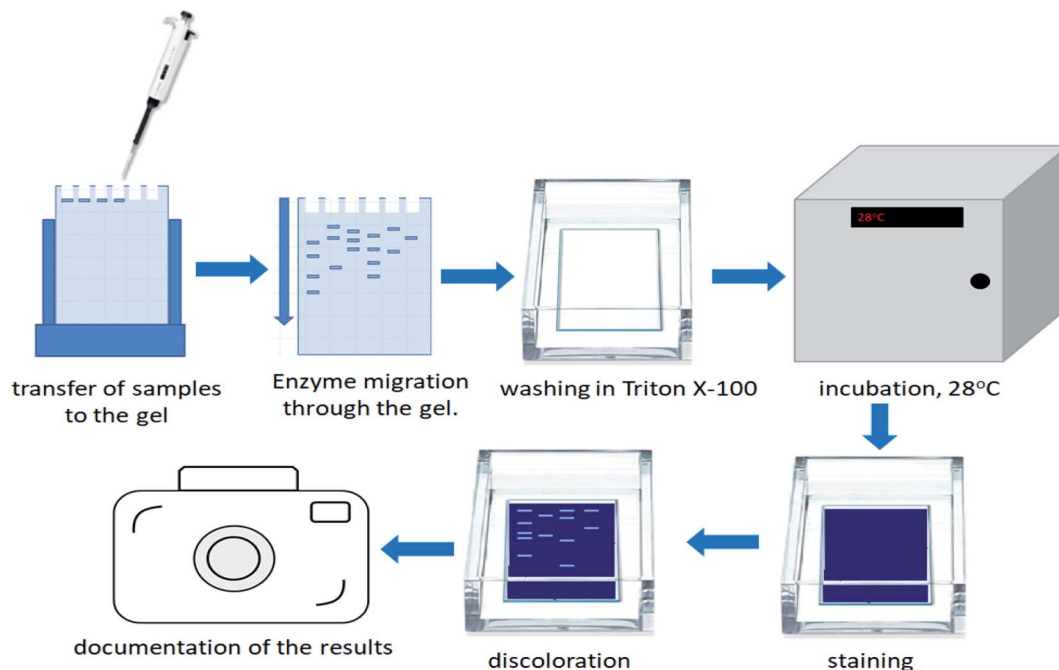 28°C
transfer of samples
to the gel
Enzyme migration
through the gel.
washing in Triton X-100
incubation, 28°C
documentation of the results
discoloration
staining